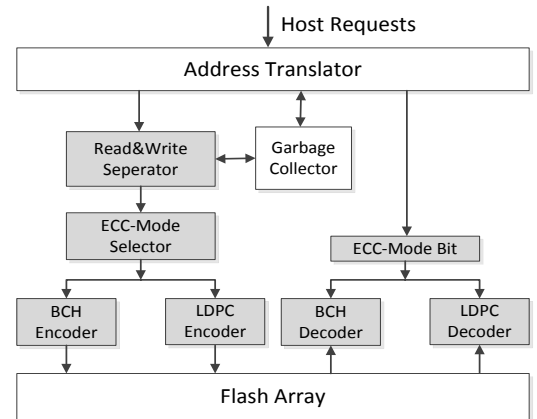 Host Requests
Address Translator
Read&Write
Seperator
Garbage
Collector
ECC-Mode
Selector
ECC-Mode Bit
BCH
Encoder
LDPC
Encoder
BCH
Decoder
LDPC
Decoder
Flash Array